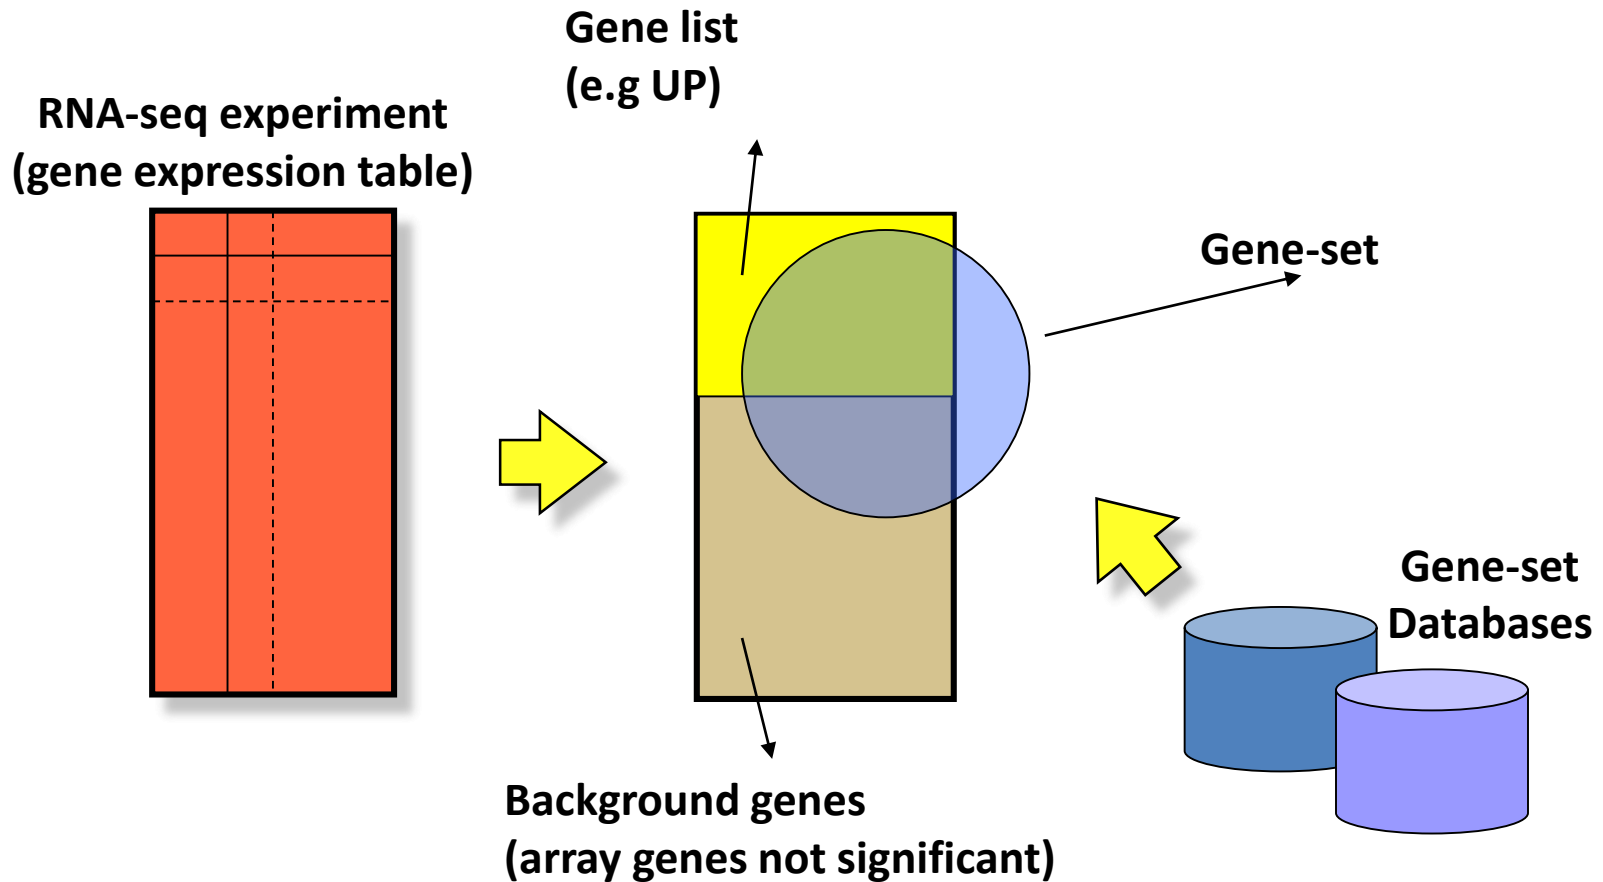 Gene list
(e.g UP)
RNA-seq experiment
(gene expression table)
Gene-set
Gene-set
Databases
Background genes
(array genes not significant)